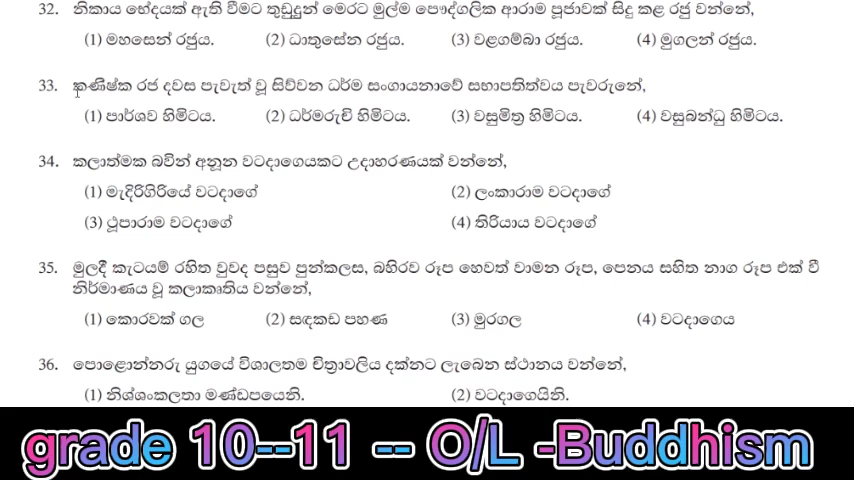 32. නිකාය භේදයක් ඇති වීමට තුඩුදුන් මෙරට මුල්ම පෞද්ගලික ආරාම පූජාවක් සිදු කළ රජු වන්නේ,
(1) මහසෙන් රජුය. (2) ධාතුසේන රජුය. (3) වළගම්බා රජුය. (4) මුගලන් රජුය.
33. කණිෂ්ක රජ දවස පැවැත් වූ සිව්වන ධර්ම සංගායනාවේ සභාපතිත්වය පැවරුනේ,
(1) පාර්ශව හිමිටය. (2) ධර්මරුචි හිමිටය. (3) වසුමිත්‍ර හිමිටය. (4) වසුබන්ධු හිමිටය.
34. කලාත්මක බවින් අනූන වටදාගෙයකට උදාහරණයක් වන්නේ,
(1) මැදිරිගිරියේ වටදාගේ (2) ලංකාරාම වටදාගේ
(3) ථූපාරාම වටදාගේ (4) තිරියාය වටදාගේ
35. මුලදී කැටයම් රහිත වුවද පසුව පුන්කලස, බහිරව රූප හෙවත් වාමන රූප, පෙනය සහිත නාග රූප එක් වී
නිර්මාණය වූ කලාකෘතිය වන්නේ,
(1) කොරවක් ගල (2) සඳකඩ පහණ (3) මුරගල (4) වටදාගෙය
36. පොළොන්නරු යුගයේ විශාලතම චිත්‍රාවලිය දක්නට ලැබෙන ස්ථානය වන්නේ,
(1) නිශ්ශංකලතා මණ්ඩපයෙනි. (2) වටදාගෙයිනි.
grade 10--11 -- O/L -Buddhism